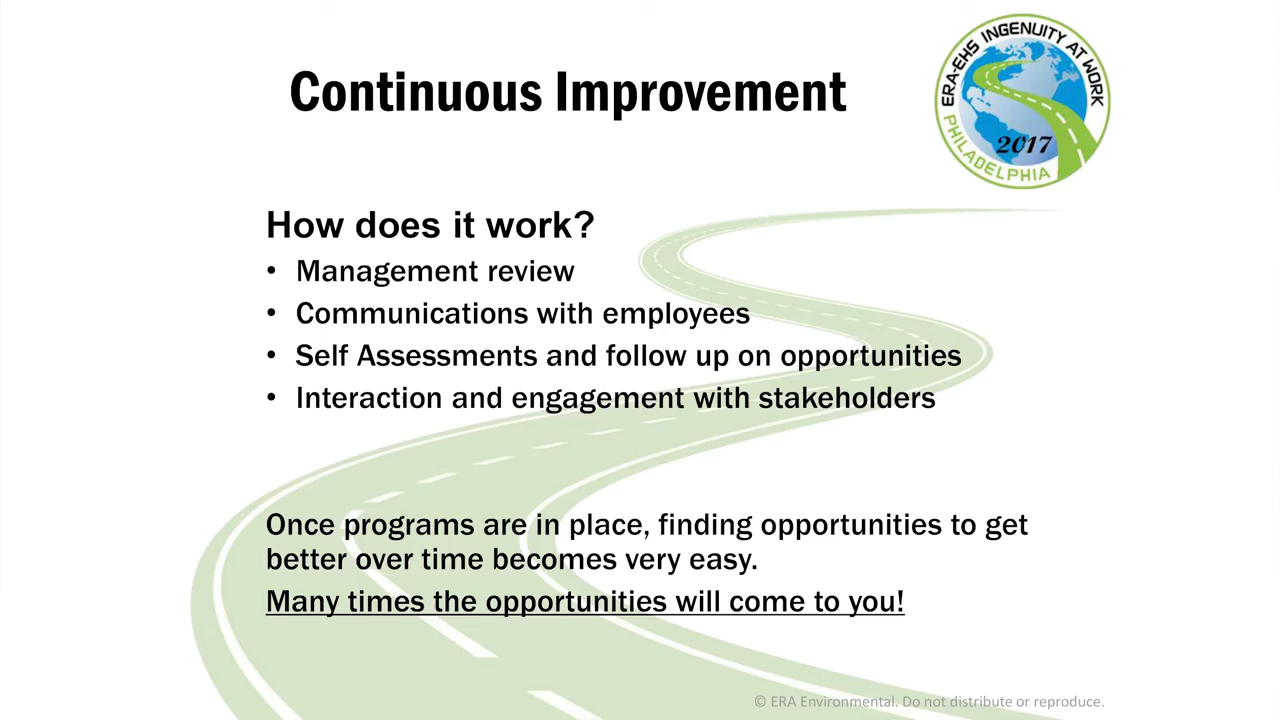 Continuous Improvement
ERA-EHS INGENUITY AT WORK
2017
PHILADELPHIA
How does it work?
• Management review
• Communications with employees
• Self Assessments and follow up on opportunities
• Interaction and engagement with stakeholders
Once programs are in place, finding opportunities to get
better over time becomes very easy.
Many times the opportunities will come to you!
© ERA Environmental. Do not distribute or reproduce.